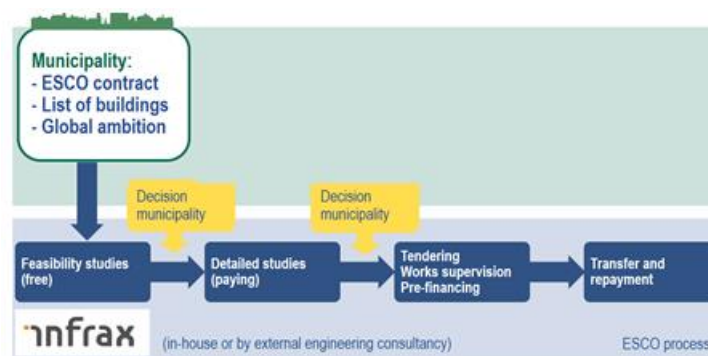 Municipality:
- ESCO contract
- List of buildings
- Global ambition
Decision
municipality
Decision
municipality
Feasibility studies
(free)
Detailed studies
(paying)
Tendering
Works supervision
Pre-financing
Transfer and
repayment
infrax
(in-house or by external engineering consultancy)
ESCO process